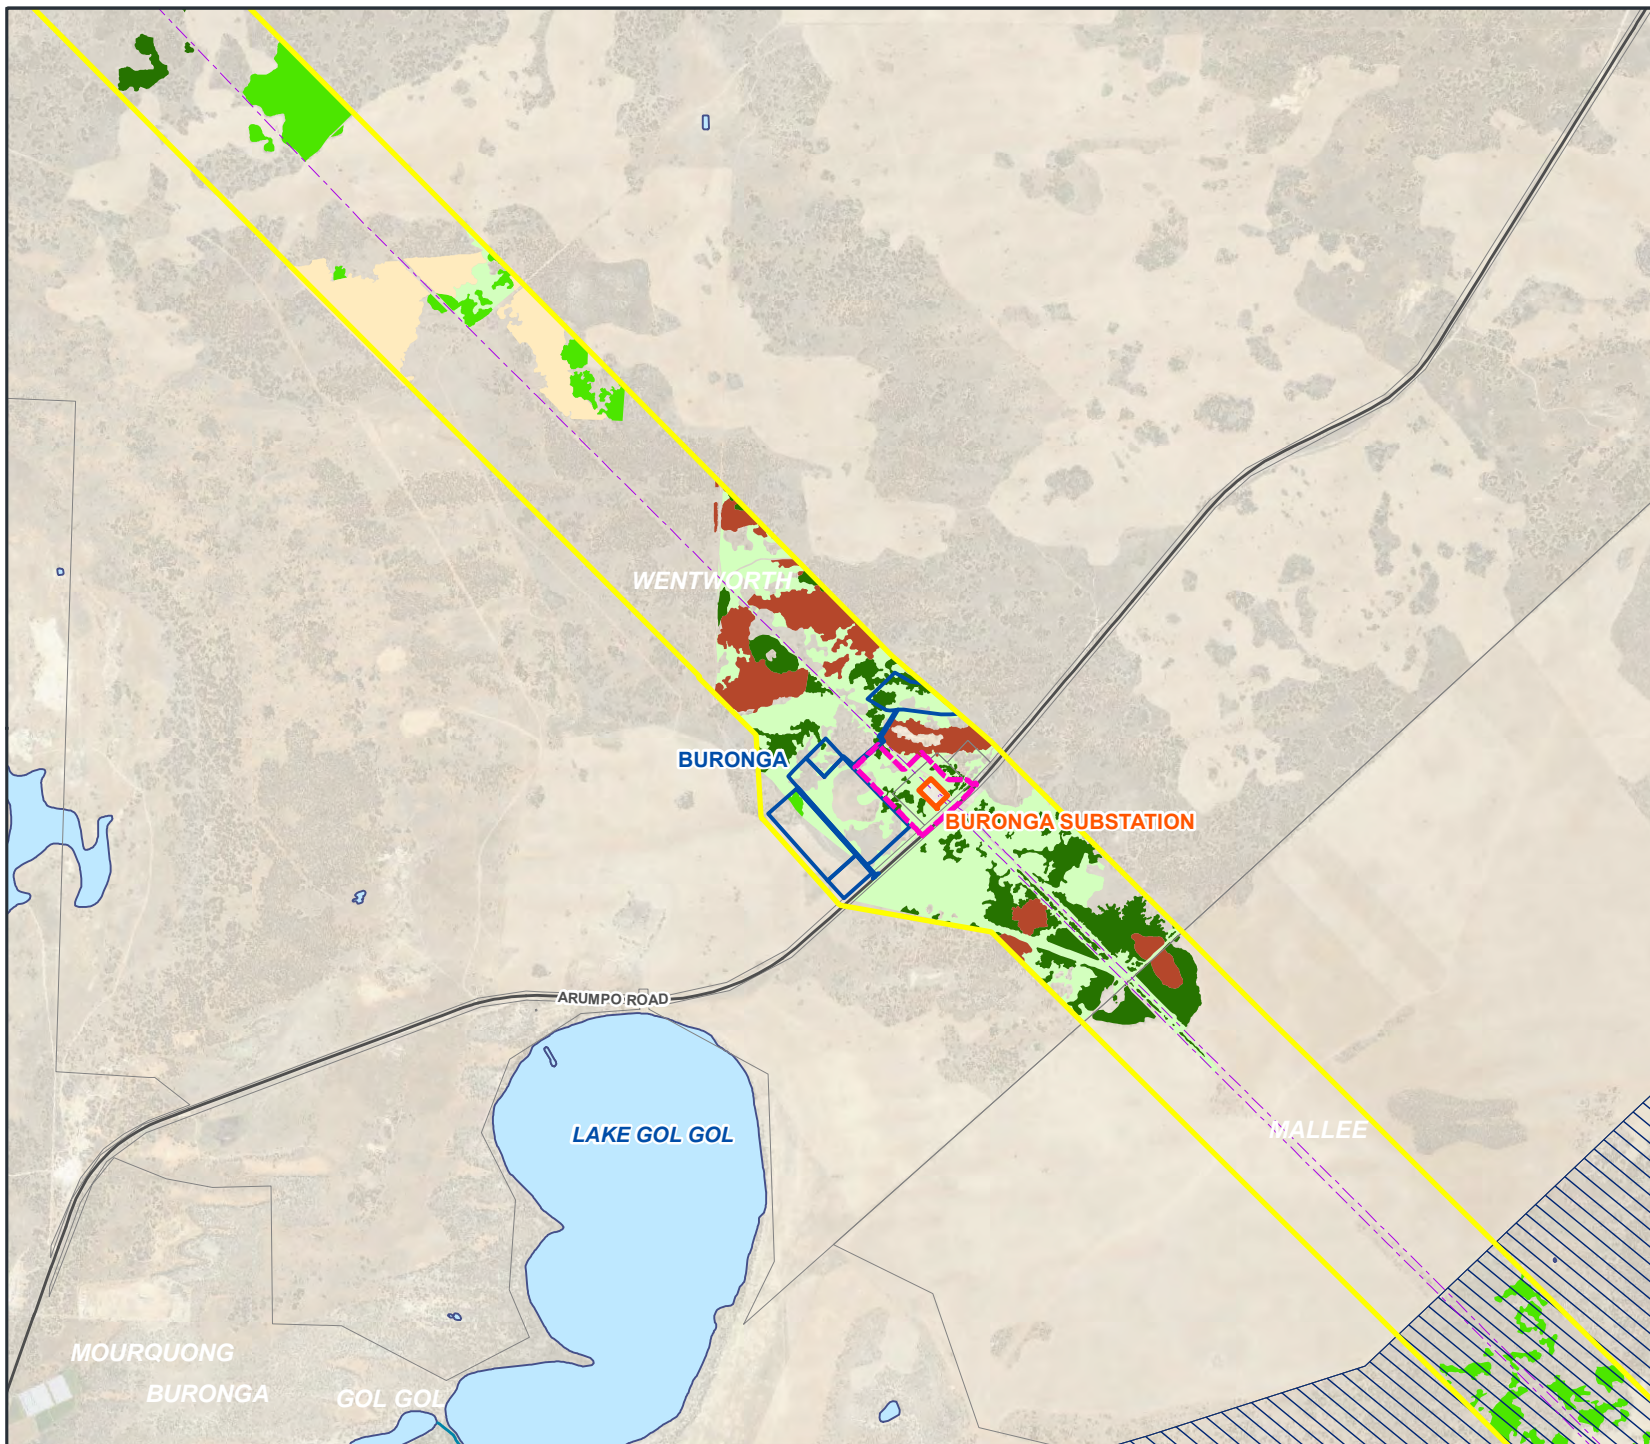 WENTWORTH
BURONGA
BURONGA SUBSTATION
ARUMPO ROAD
LAKE GOL GOL
MALLEE
MOURQUONG
BURONGA
GOL GOL